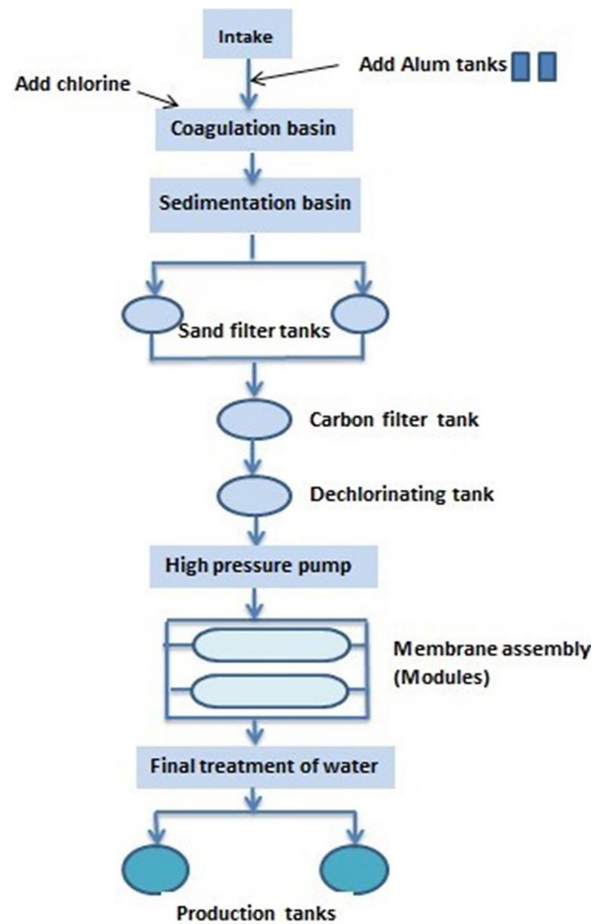 Intake
Add Alum tanks
Add chlorine
Coagulation basin
Sedimentation basin
Sand filter tanks
Carbon filter tank
Dechlorinating tank
High pressure pump
Membrane assembly
(Modules)
Final treatment of water
Production tanks